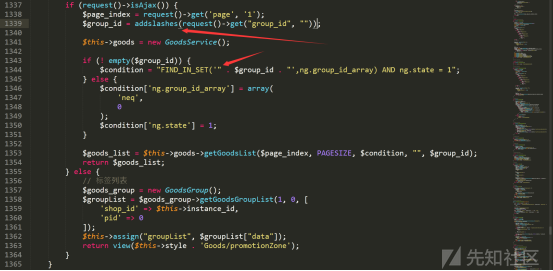 1337 if (request()->isAjax()) {
1338 $page_index = request()->get('page', '1');
1339 $group_id = addslashes(request()->get("group_id", ""));
1340
1341 $this->goods = new GoodsService();
1342
1343 if (! empty($group_id)) {
1344 $condition = "FIND_IN_SET('" . $group_id . "',ng.group_id_array) AND ng.state = 1";
1345 } else {
1346 $condition['ng.group_id_array'] = array(
1347 'neq',
1348 0
1349 );
1350 $condition['ng.state'] = 1;
1351 }
1352
1353 $goods_list = $this->goods->getGoodsList($page_index, PAGESIZE, $condition, "", $group_id);
1354 return $goods_list;
1355 } else {
1356 // 标签列表
1357 $goods_group = new GoodsGroup();
1358 $groupList = $goods_group->getGoodsGroupList(1, 0, [
1359 'shop_id' => $this->instance_id,
1360 'pid' => 0
1361 ]);
1362 $this->assign("groupList", $groupList["data"]);
1363 return view($this->style . 'Goods/promotionZone');
1364 }
1365 }
先知社区